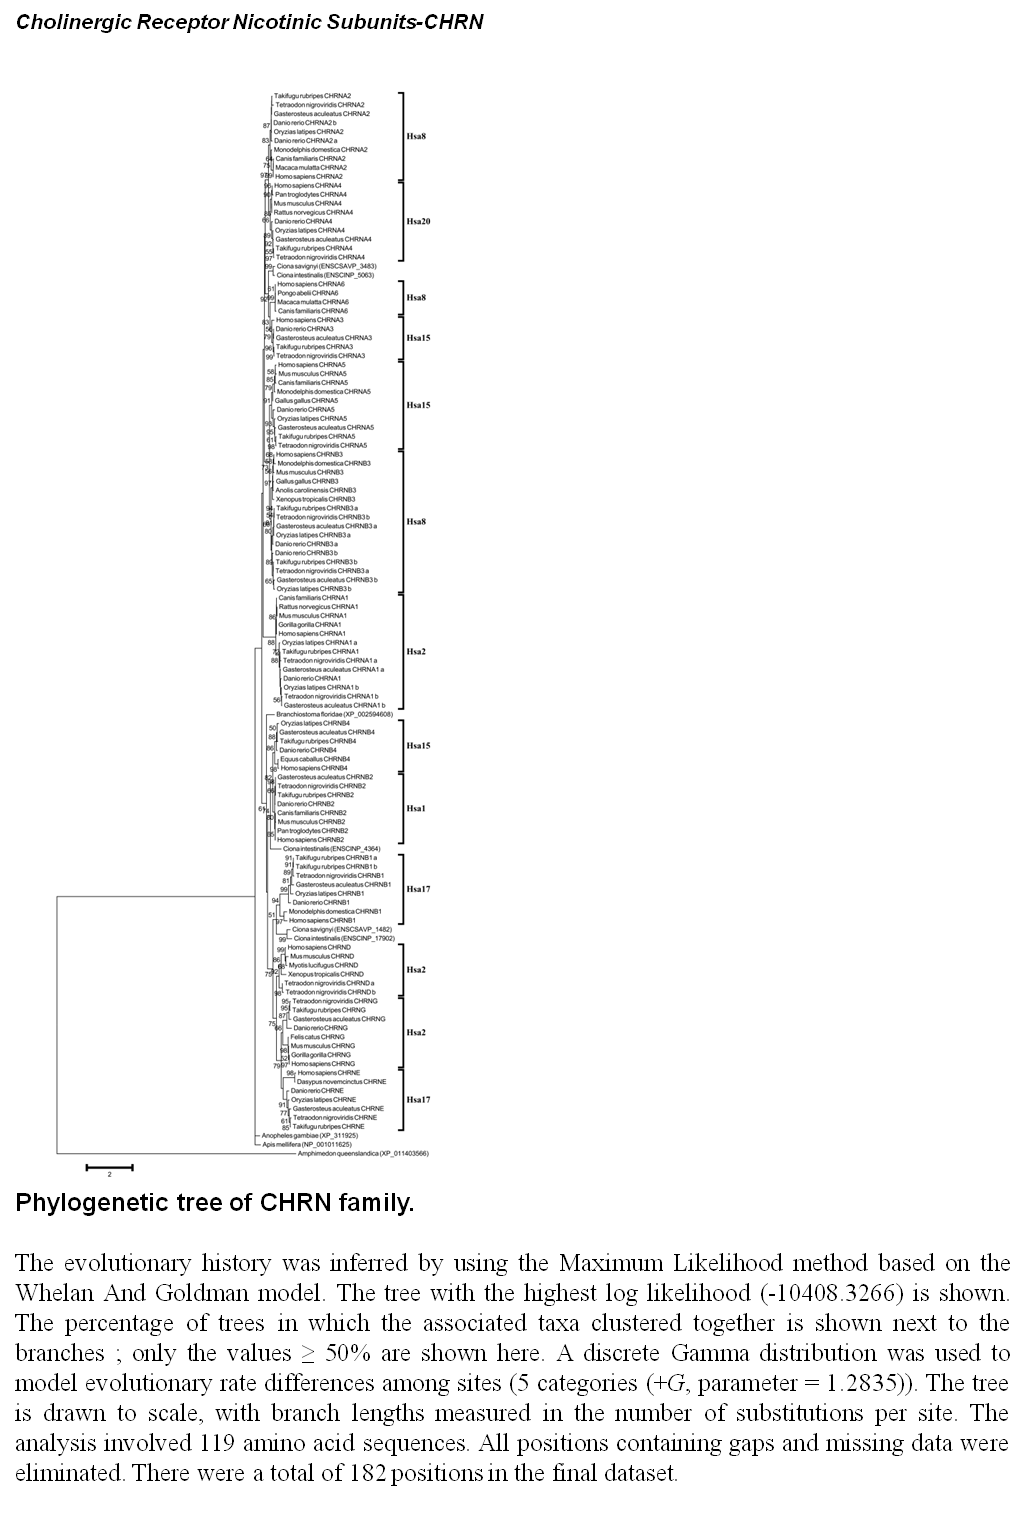 Cholinergic Receptor Nicotinic Subunits-CHRN
Takifugu rubripes CHRNA2
Tetraodon nigroviridis CHRNA2
Gasterosteus aculeatus CHRNA2
Danio rerio CHRNA2 b
Oryzias latipes CHRNA2
Danio rerio CHRNA2 a
Monodelphis domestica CHRNA2
Canis familiaris CHRNA2
Macaca mulatta CHRNA2
Homo sapiens CHRNA2
Hsa8
Homo sapiens CHRNA4
Pan troglodytes CHRNA4
Mus musculus CHRNA4
Rattus norvegicus CHRNA4
Danio rerio CHRNA4
Oryzias latipes CHRNA4
Gasterosteus aculeatus CHRNA4
Takifugu rubripes CHRNA4
Tetraodon nigroviridis CHRNA4
Hsa20
Ciona savignyi (ENSCSAVP_3483)
Ciona intestinalis (ENSCINP_5063)
Homo sapiens CHRNA6
Pongo abelii CHRNA6
Macaca mulatta CHRNA6
Canis familiaris CHRNA6
Hsa8
Homo sapiens CHRNA3
Danio rerio CHRNA3
Gasterosteus aculeatus CHRNA3
Takifugu rubripes CHRNA3
Tetraodon nigroviridis CHRNA3
Hsa15
Homo sapiens CHRNA5
Mus musculus CHRNA5
Canis familiaris CHRNA5
Monodelphis domestica CHRNA5
Gallus gallus CHRNA5
Danio rerio CHRNA5
Oryzias latipes CHRNA5
Gasterosteus aculeatus CHRNA5
Takifugu rubripes CHRNA5
Tetraodon nigroviridis CHRNA5
Hsa15
Homo sapiens CHRNB3
Monodelphis domestica CHRNB3
Mus musculus CHRNB3
Gallus gallus CHRNB3
Anolis carolinensis CHRNB3
Xenopus tropicalis CHRNB3
Takifugu rubripes CHRNB3 a
Tetraodon nigroviridis CHRNB3 b
Gasterosteus aculeatus CHRNB3 a
Oryzias latipes CHRNB3 a
Danio rerio CHRNB3 a
Danio rerio CHRNB3 b
Takifugu rubripes CHRNB3 b
Tetraodon nigroviridis CHRNB3 a
Gasterosteus aculeatus CHRNB3 b
Oryzias latipes CHRNB3 b
Hsa8
Canis familiaris CHRNA1
Rattus norvegicus CHRNA1
Mus musculus CHRNA1
Gorilla gorilla CHRNA1
Homo sapiens CHRNA1
Oryzias latipes CHRNA1 a
Takifugu rubripes CHRNA1
Tetraodon nigroviridis CHRNA1 a
Gasterosteus aculeatus CHRNA1 a
Danio rerio CHRNA1
Oryzias latipes CHRNA1 b
Tetraodon nigroviridis CHRNA1 b
Gasterosteus aculeatus CHRNA1 b
Hsa2
Branchiostoma floridae (XP_002594608)
Oryzias latipes CHRNB4
Gasterosteus aculeatus CHRNB4
Takifugu rubripes CHRNB4
Danio rerio CHRNB4
Equus caballus CHRNB4
Homo sapiens CHRNB4
Hsa15
Gasterosteus aculeatus CHRNB2
Tetraodon nigroviridis CHRNB2
Takifugu rubripes CHRNB2
Danio rerio CHRNB2
Canis familiaris CHRNB2
Mus musculus CHRNB2
Pan troglodytes CHRNB2
Homo sapiens CHRNB2
Hsa1
Ciona intestinalis (ENSCINP_4364)
Takifugu rubripes CHRNB1 a
Takifugu rubripes CHRNB1 b
Tetraodon nigroviridis CHRNB1
Gasterosteus aculeatus CHRNB1
Oryzias latipes CHRNB1
Danio rerio CHRNB1
Monodelphis domestica CHRNB1
Homo sapiens CHRNB1
Hsa17
Ciona savignyi (ENSCSAVP_1482)
Ciona intestinalis (ENSCINP_17902)
Homo sapiens CHRND
Mus musculus CHRND
Myotis lucifugus CHRND
Xenopus tropicalis CHRND
Tetraodon nigroviridis CHRND a
Tetraodon nigroviridis CHRND b
Hsa2
Tetraodon nigroviridis CHRNG
Takifugu rubripes CHRNG
Gasterosteus aculeatus CHRNG
Danio rerio CHRNG
Felis catus CHRNG
Mus musculus CHRNG
Gorilla gorilla CHRNG
Homo sapiens CHRNG
Hsa2
Homo sapiens CHRNE
Dasypus novemcinctus CHRNE
Danio rerio CHRNE
Oryzias latipes CHRNE
Gasterosteus aculeatus CHRNE
Tetraodon nigroviridis CHRNE
Takifugu rubripes CHRNE
Hsa17
Anopheles gambiae (XP_311925)
Apis mellifera (NP_001011625)
Amphimedon queenslandica (XP_011403566)
2
Phylogenetic tree of CHRN family.
The evolutionary history was inferred by using the Maximum Likelihood method based on the
Whelan And Goldman model. The tree with the highest log likelihood (-10408.3266) is shown.
The percentage of trees in which the associated taxa clustered together is shown next to the
branches ; only the values ≥ 50% are shown here. A discrete Gamma distribution was used to
model evolutionary rate differences among sites (5 categories (+G, parameter = 1.2835)). The tree
is drawn to scale, with branch lengths measured in the number of substitutions per site. The
analysis involved 119 amino acid sequences. All positions containing gaps and missing data were
eliminated. There were a total of 182 positions in the final dataset.